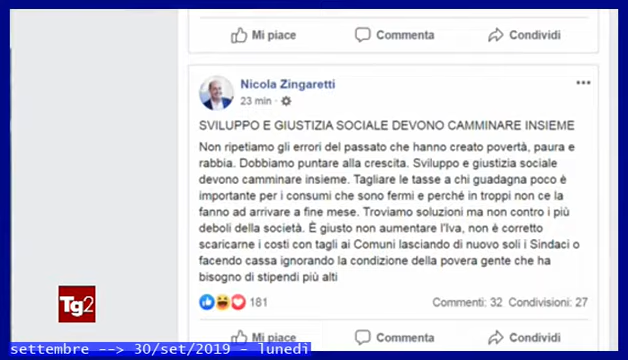 Mi piace Commenta Condividi
Nicola Zingaretti
23 min ·
SVILUPPO E GIUSTIZIA SOCIALE DEVONO CAMMINARE INSIEME
Non ripetiamo gli errori del passato che hanno creato povertà, paura e
rabbia. Dobbiamo puntare alla crescita. Sviluppo e giustizia sociale
devono camminare insieme. Tagliare le tasse a chi guadagna poco è
importante per i consumi che sono fermi e perché in troppi non ce la
fanno ad arrivare a fine mese. Troviamo soluzioni ma non contro i più
deboli della società. È giusto non aumentare l'Iva, non è corretto
scaricarne i costi con tagli ai Comuni lasciando di nuovo soli i Sindaci o
facendo cassa ignorando la condizione della povera gente che ha
bisogno di stipendi più alti
181 Commenti: 32 Condivisioni: 27
Tg2
Mi piace Commenta Condividi
settembre --> 30/set/2019 - lunedì